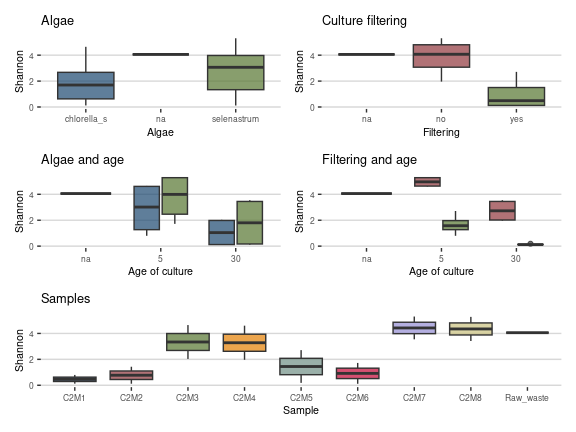 Algae
Shannon
4
2
0
chlorella_s na selenastrum
Algae
Culture filtering
Shannon
4
2
0
na no yes
Filtering
Algae and age
Shannon
4
2
0
na 5 30
Age of culture
Filtering and age
Shannon
4
2
0
na 5 30
Age of culture
Samples
Shannon
4
2
0
C2M1 C2M2 C2M3 C2M4 C2M5 C2M6 C2M7 C2M8 Raw_waste
Sample